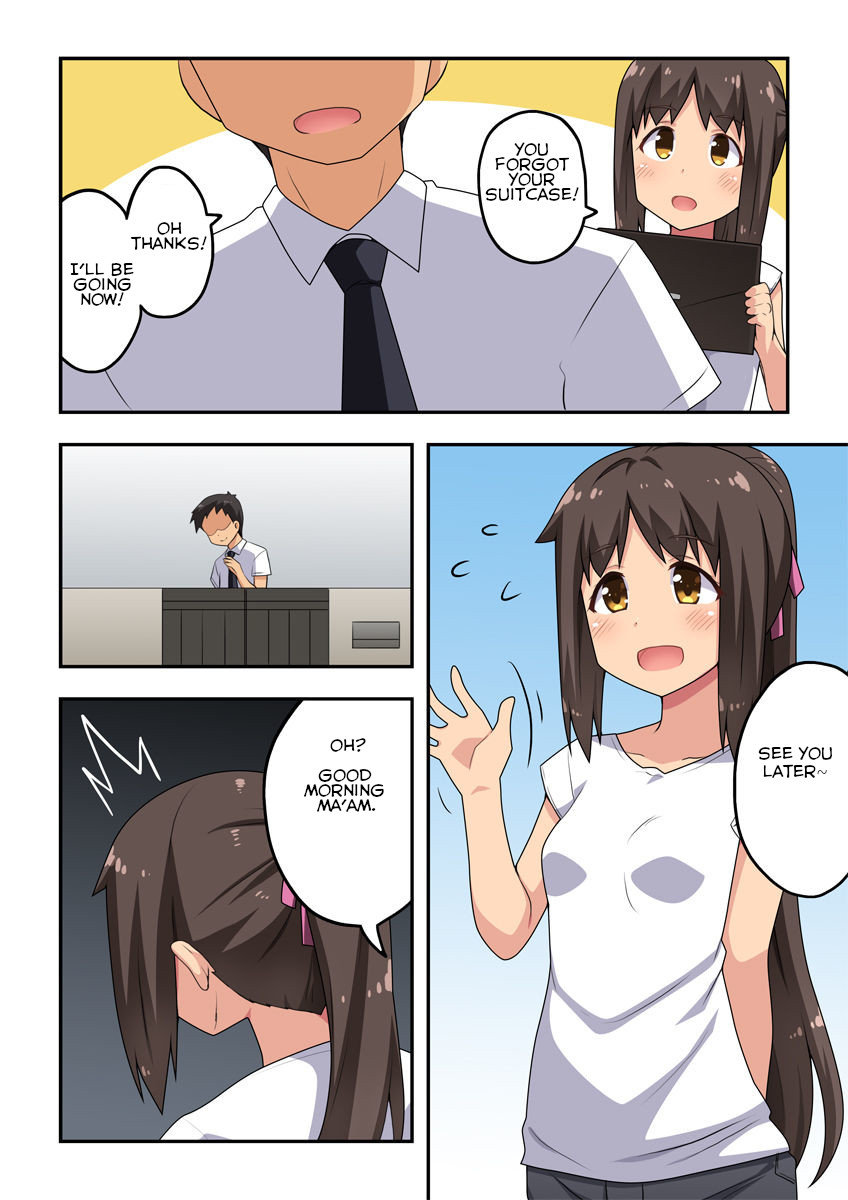 YOU
FORGOT
YOUR
SUITCASE!
OH
THANKS!
I'LL BE
GOING
NOW!
SEE YOU
LATER~
OH?
GOOD
MORNING
MA'AM.